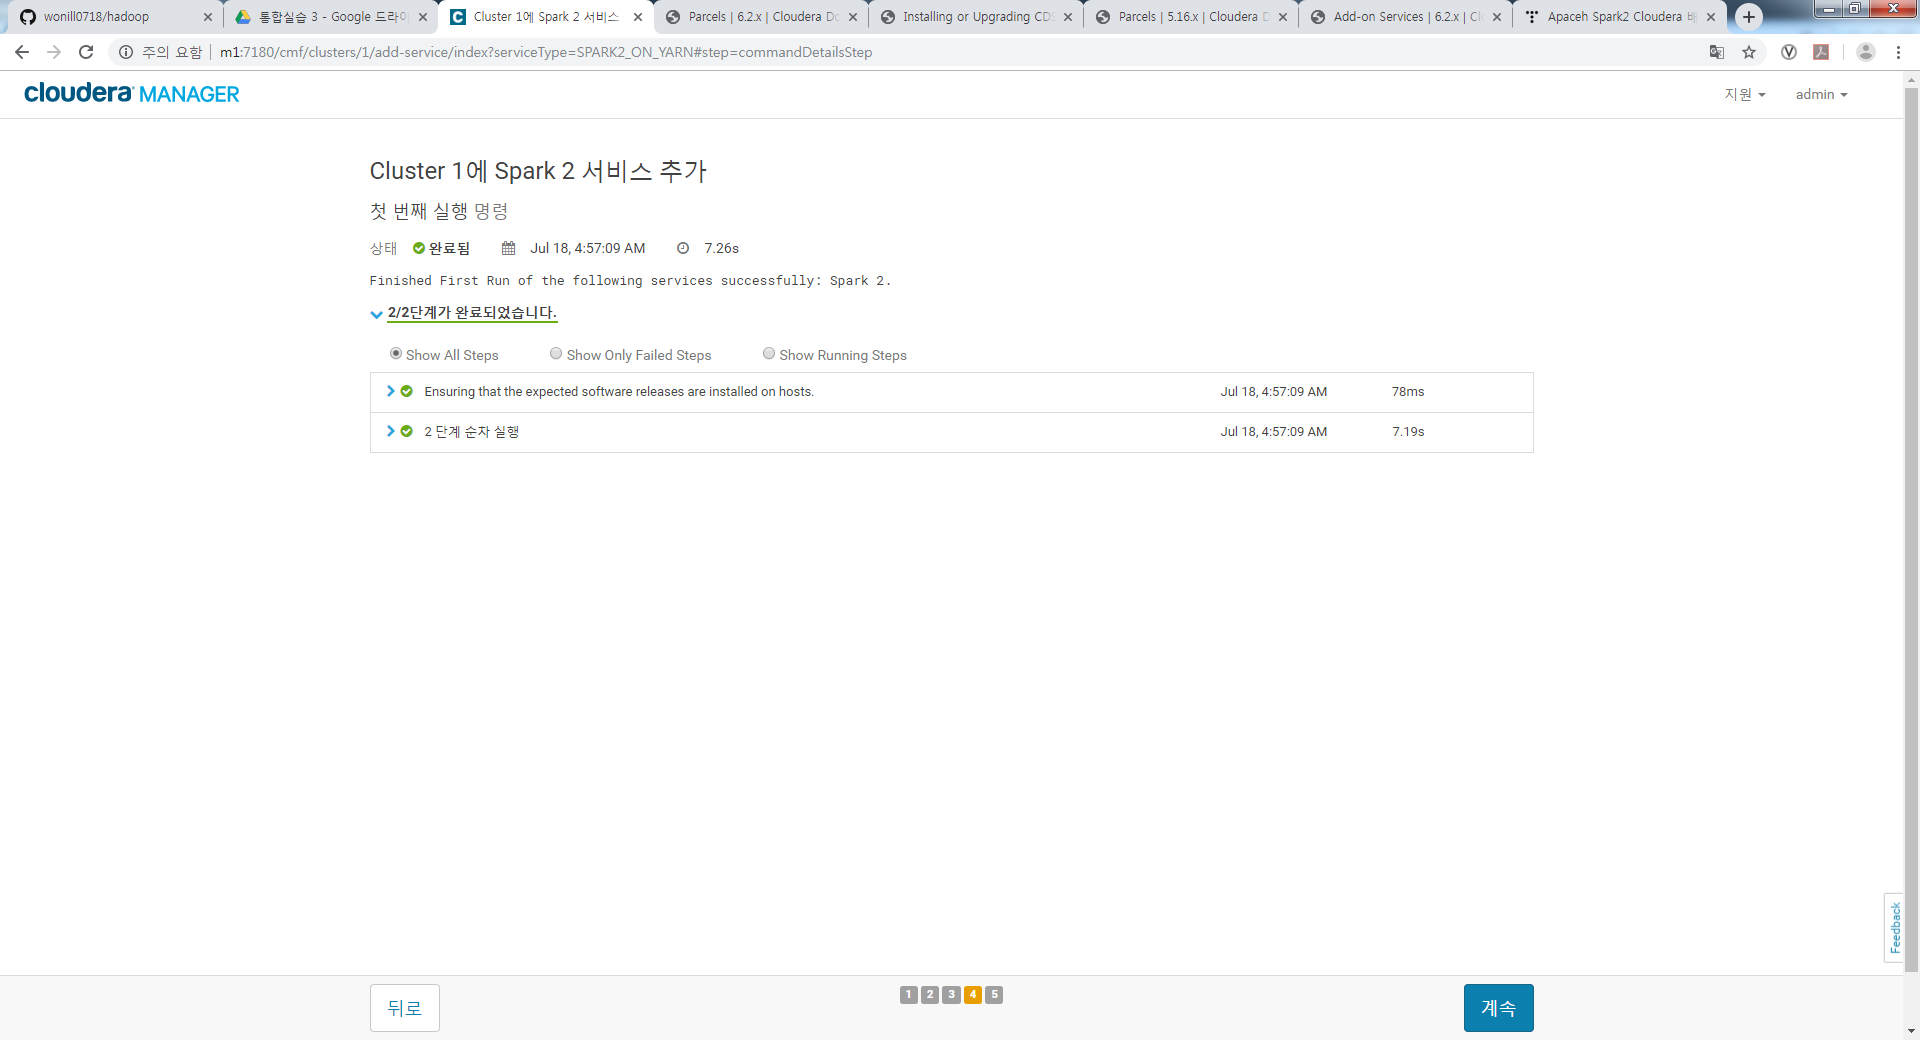 wonill0718/hadoop
통합실습 3 - Google 드라이
Cluster 1에 Spark 2 서비스
Parcels | 6.2.x | Cloudera Do
Installing or Upgrading CDS
Parcels | 5.16.x | Cloudera D
Add-on Services | 6.2.x | Cl
Apaceh Spark2 Cloudera 배
주의 요함 | m1:7180/cmf/clusters/1/add-service/index?serviceType=SPARK2_ON_YARN#step=commandDetailsStep
cloudera MANAGER
지원
admin
Cluster 1에 Spark 2 서비스 추가
첫 번째 실행 명령
상태 완료됨 Jul 18, 4:57:09 AM 7.26s
Finished First Run of the following services successfully: Spark 2.
2/2단계가 완료되었습니다.
Show All Steps Show Only Failed Steps Show Running Steps
Ensuring that the expected software releases are installed on hosts. Jul 18, 4:57:09 AM 78ms
2 단계 순차 실행 Jul 18, 4:57:09 AM 7.19s
Feedback
뒤로 1 2 3 4 5 계속